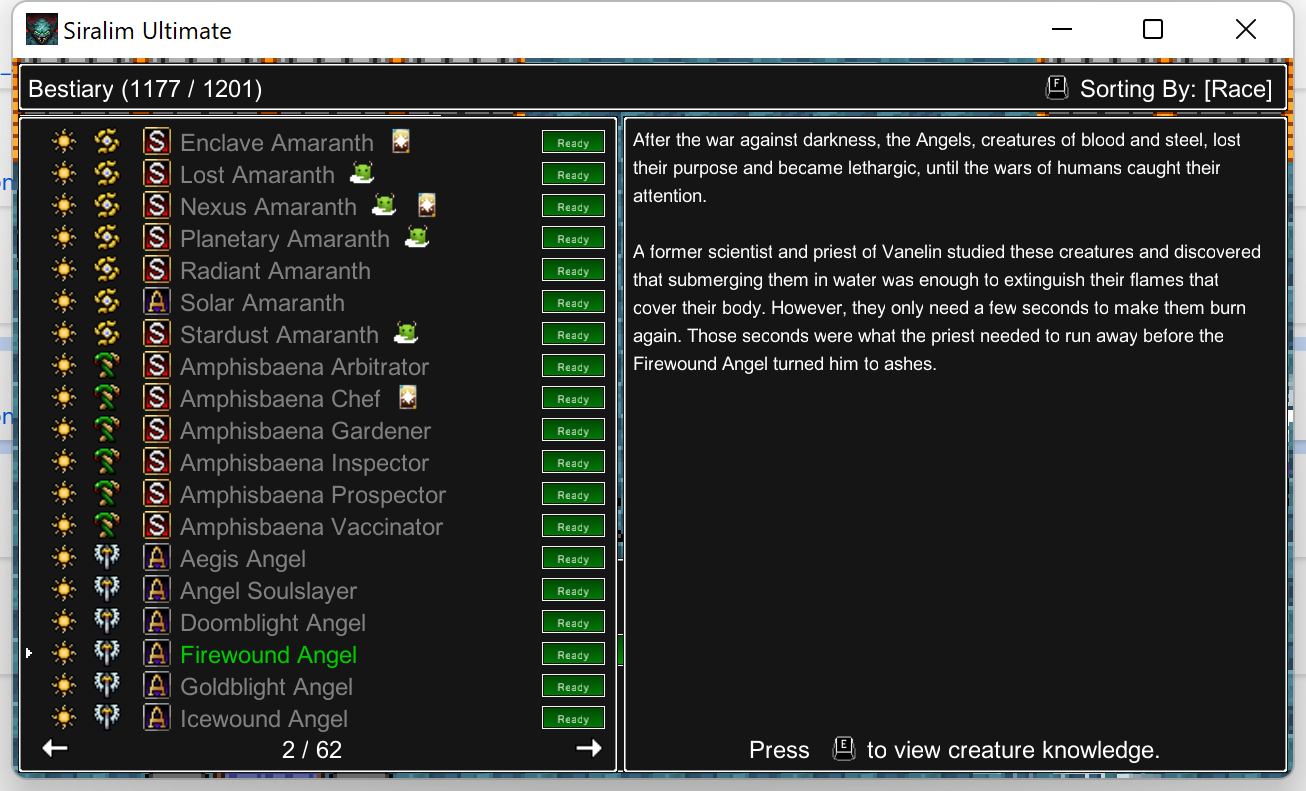 Siralim Ultimate
Bestiary (1177 / 1201)
F Sorting By: [Race]
S Enclave Amaranth Ready
S Lost Amaranth Ready
S Nexus Amaranth Ready
S Planetary Amaranth Ready
S Radiant Amaranth Ready
A Solar Amaranth Ready
S Stardust Amaranth Ready
S Amphisbaena Arbitrator Ready
S Amphisbaena Chef Ready
S Amphisbaena Gardener Ready
S Amphisbaena Inspector Ready
S Amphisbaena Prospector Ready
S Amphisbaena Vaccinator Ready
A Aegis Angel Ready
A Angel Soulslayer Ready
A Doomblight Angel Ready
A Firewound Angel Ready
A Goldblight Angel Ready
A Icewound Angel Ready
2 / 62
After the war against darkness, the Angels, creatures of blood and steel, lost
their purpose and became lethargic, until the wars of humans caught their
attention.
A former scientist and priest of Vanelin studied these creatures and discovered
that submerging them in water was enough to extinguish their flames that
cover their body. However, they only need a few seconds to make them burn
again. Those seconds were what the priest needed to run away before the
Firewound Angel turned him to ashes.
Press E to view creature knowledge.